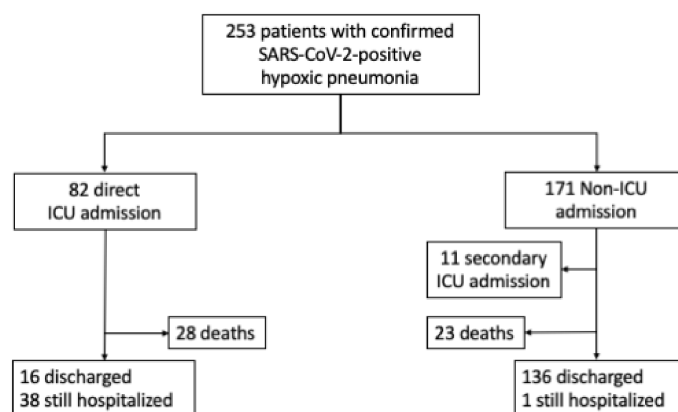 253 patients with confirmed
SARS-CoV-2-positive
hypoxic pneumonia
82 direct
ICU admission
171 Non-ICU
admission
11 secondary
ICU admission
28 deaths
23 deaths
16 discharged
38 still hospitalized
136 discharged
1 still hospitalized